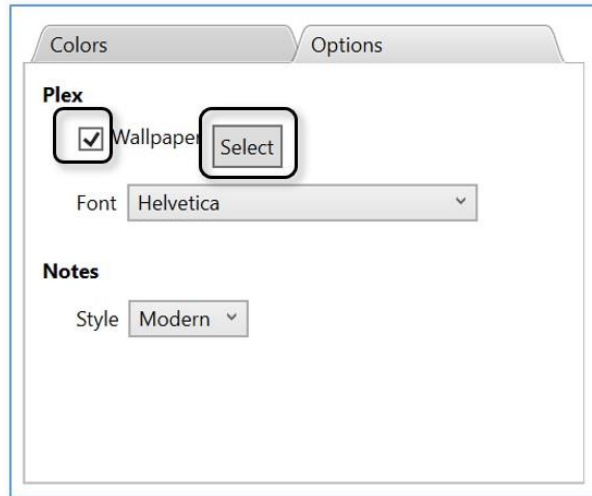 Colors Options
Plex
Wallpaper Select
Font Helvetica
Notes
Style Modern